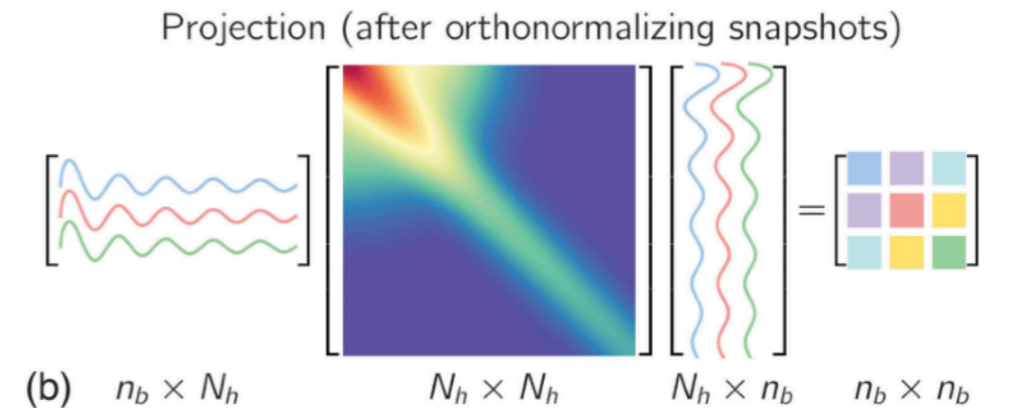 Projection (after orthonormalizing snapshots)
=
(b) n_b × N_h N_h × N_h N_h × n_b n_b × n_b